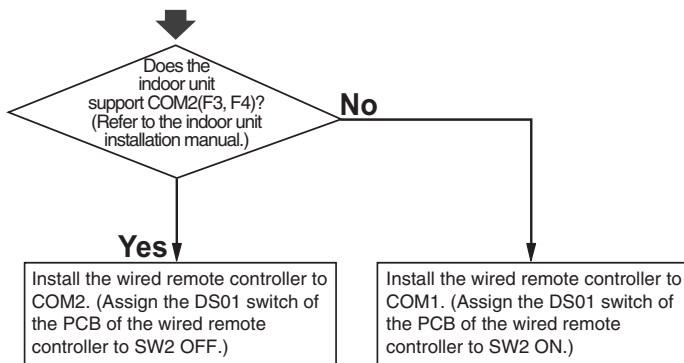 Does the
indoor unit
support COM2(F3, F4)?
(Refer to the indoor unit
installation manual.)
No
Yes
Install the wired remote controller to
COM2. (Assign the DS01 switch of
the PCB of the wired remote
controller to SW2 OFF.)
Install the wired remote controller to
COM1. (Assign the DS01 switch of
the PCB of the wired remote
controller to SW2 ON.)